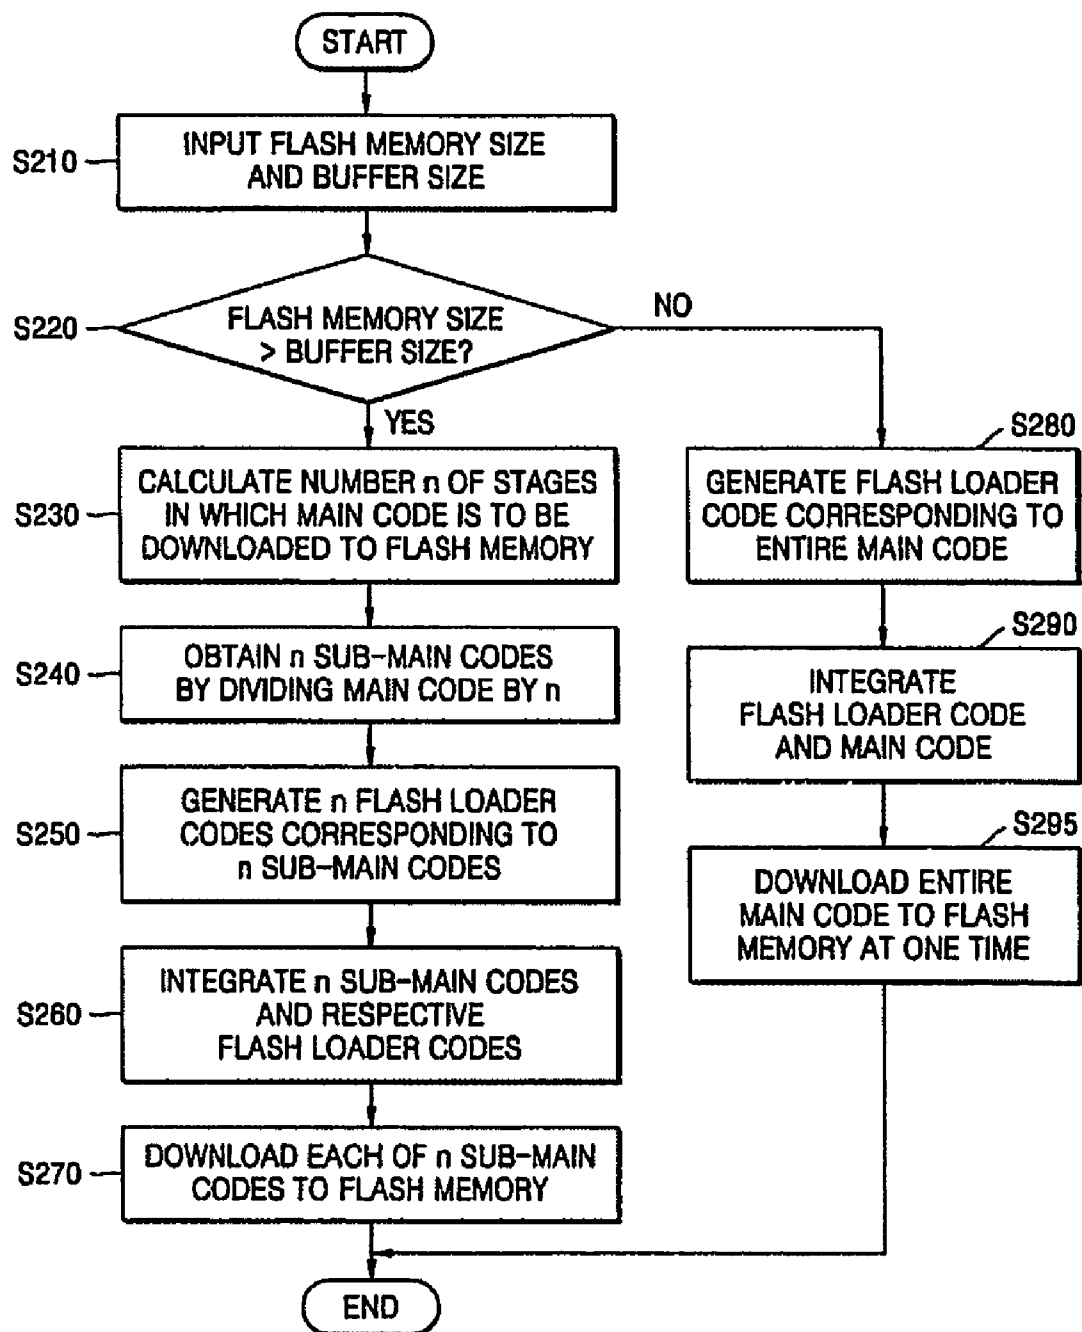 START
S210
INPUT FLASH MEMORY SIZE
AND BUFFER SIZE
S220
FLASH MEMORY SIZE
> BUFFER SIZE?
NO
YES
S230
CALCULATE NUMBER n OF STAGES
IN WHICH MAIN CODE IS TO BE
DOWNLOADED TO FLASH MEMORY
S240
OBTAIN n SUB-MAIN CODES
BY DIVIDING MAIN CODE BY n
S250
GENERATE n FLASH LOADER
CODES CORRESPONDING TO
n SUB-MAIN CODES
S260
INTEGRATE n SUB-MAIN CODES
AND RESPECTIVE
FLASH LOADER CODES
S270
DOWNLOAD EACH OF n SUB-MAIN
CODES TO FLASH MEMORY
S280
GENERATE FLASH LOADER
CODE CORRESPONDING TO
ENTIRE MAIN CODE
S290
INTEGRATE
FLASH LOADER CODE
AND MAIN CODE
S295
DOWNLOAD ENTIRE
MAIN CODE TO FLASH
MEMORY AT ONE TIME
END